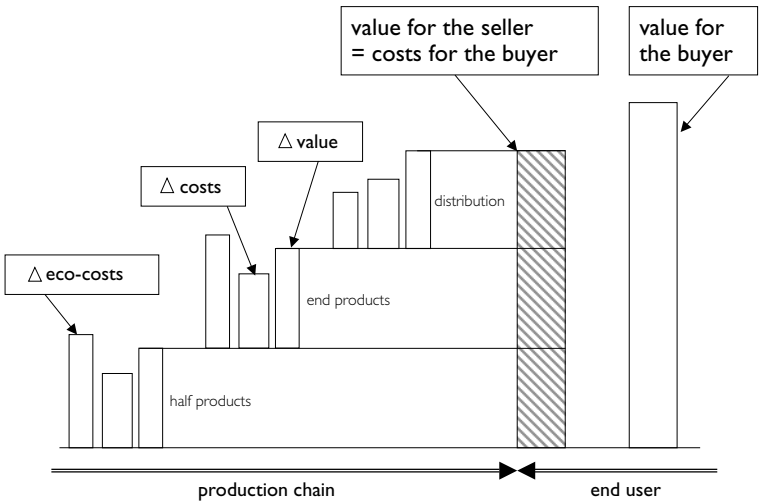 value for the seller
= costs for the buyer
value for
the buyer
△ value
△ costs
distribution
△ eco-costs
end products
half products
production chain
end user